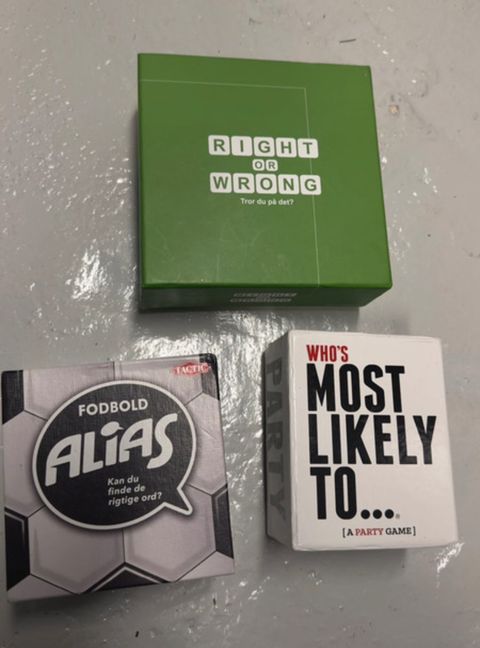 RIGHT
OR
WRONG
Tror du på det?
TACTIC
FODBOLD
ALiAS
Kan du
finde de
rigtige ord?
PARTY
WHO'S
MOST
LIKELY
TO...®
[A PARTY GAME]